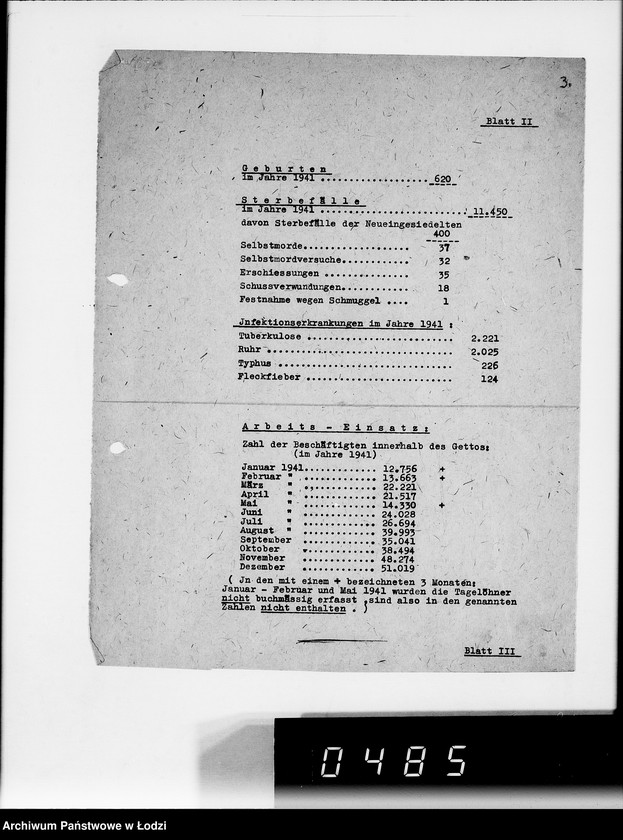 3.
Blatt II
G e b u r t e n
im Jahre 1941 .................. 620
S t e r b e f ä l l e
im Jahre 1941 ........................ 11.450
davon Sterbefälle der Neueingesiedelten
400
Selbstmorde.................. 37
Selbstmordversuche........... 32
Erschiessungen .............. 35
Schussverwundungen........... 18
Festnahme wegen Schmuggel .... 1
Jnfektionserkrankungen im Jahre 1941 :
Tuberkulose ......................... 2.221
Ruhr ................................ 2.025
Typhus .............................. 226
Fleckfieber ......................... 124
A r b e i t s - E i n s a t z :
Zahl der Beschäftigten innerhalb des Gettos:
(im Jahre 1941)
Januar 1941............ 12.756 +
Februar " ............ 13.663 +
März " ............ 22.221
April " ............ 21.517
Mai " ............ 14.330 +
Juni " ............ 24.028
Juli " ............ 26.694
August " ............ 39.993
September ............ 35.041
Oktober ............ 38.494
November ............ 48.274
Dezember ............ 51.019
( Jn den mit einem + bezeichneten 3 Monaten:
Januar - Februar und Mai 1941 wurden die Tagelöhner
nicht buchmässig erfasst , sind also in den genannten
Zahlen nicht enthalten . )
Blatt III
0485
Archiwum Państwowe w Łodzi